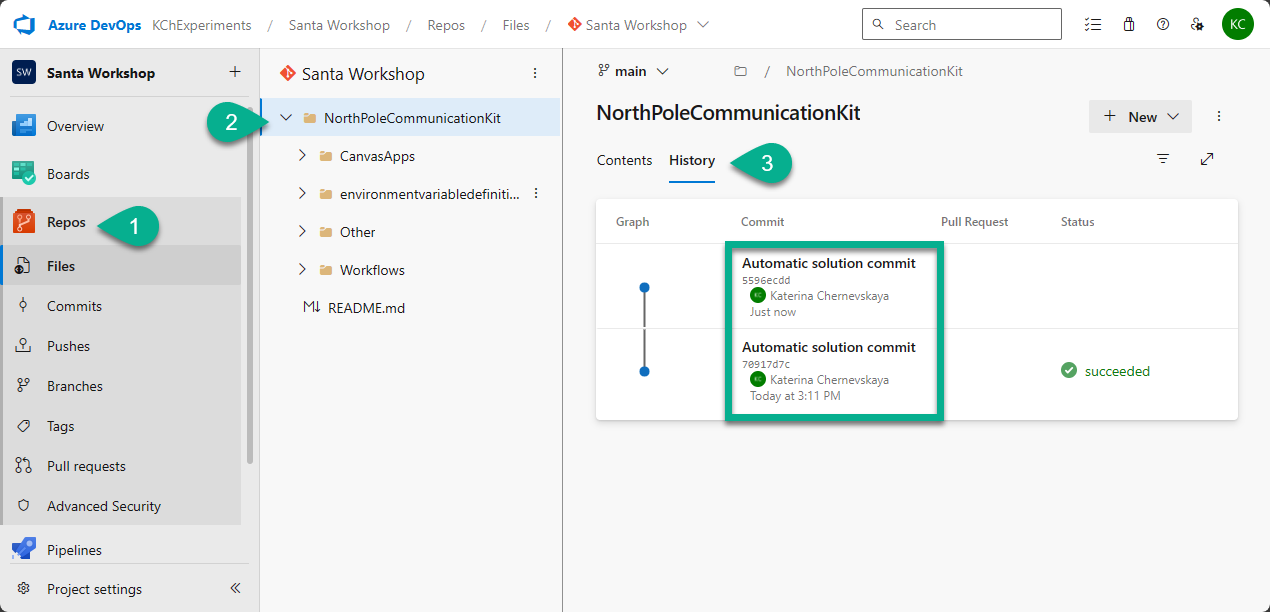 Azure DevOps KChExperiments / Santa Workshop / Repos / Files / Santa Workshop
Search
KC
SW Santa Workshop +
Overview
Boards
Repos
1
Files
Commits
Pushes
Branches
Tags
Pull requests
Advanced Security
Pipelines
Project settings
Santa Workshop
2
NorthPoleCommunicationKit
CanvasApps
environmentvariabledefiniti...
Other
Workflows
README.md
main / NorthPoleCommunicationKit
NorthPoleCommunicationKit
+ New
Contents History
3
Graph Commit Pull Request Status
Automatic solution commit
5596ecdd
KC Katerina Chernevskaya
Just now
Automatic solution commit
70917d7c
KC Katerina Chernevskaya
Today at 3:11 PM
succeeded